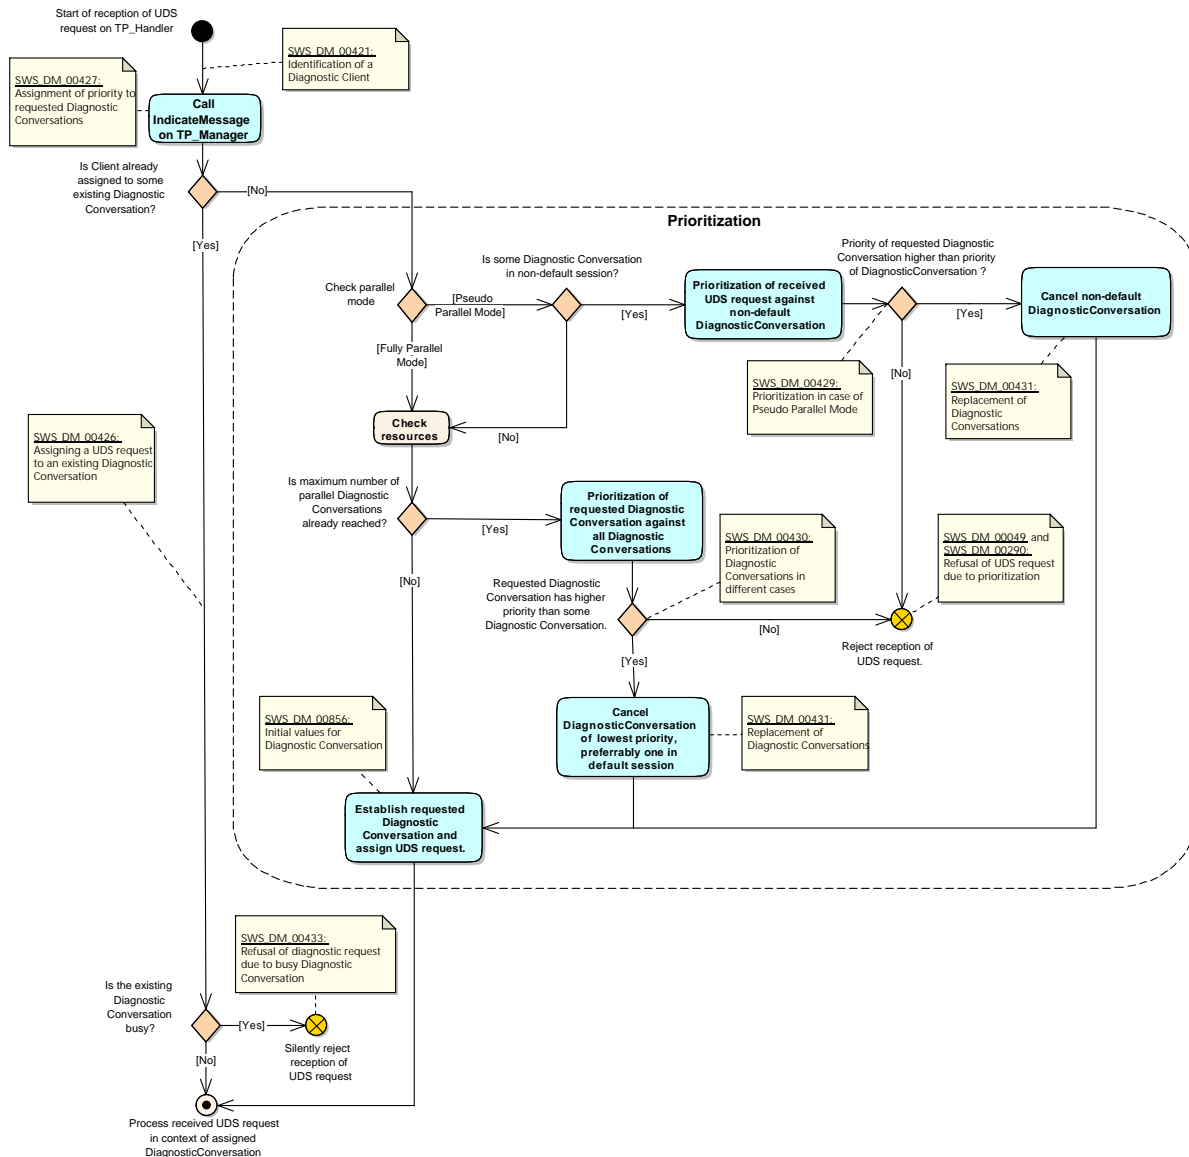 Start of reception of UDS
request on TP_Handler
SWS_DM_00421:
Identification of a
Diagnostic Client
SWS_DM_00427:
Assignment of priority to
requested Diagnostic
Conversations
Call
IndicateMessage
on TP_Manager
Is Client already
assigned to some
existing Diagnostic
Conversation?
[No]
[Yes]
Prioritization
Check parallel
mode
[Pseudo
Parallel Mode]
[Fully Parallel
Mode]
Is some Diagnostic Conversation
in non-default session?
[Yes]
[No]
Prioritization of received
UDS request against
non-default
DiagnosticConversation
Priority of requested Diagnostic
Conversation higher than priority
of DiagnosticConversation ?
[Yes]
[No]
Cancel non-default
DiagnosticConversation
SWS_DM_00429:
Prioritization in case of
Pseudo Parallel Mode
SWS_DM_00431:
Replacement of
Diagnostic
Conversations
Check
resources
SWS_DM_00426:
Assigning a UDS request
to an existing Diagnostic
Conversation
Is maximum number of
parallel Diagnostic
Conversations
already reached?
[Yes]
[No]
Prioritization of
requested Diagnostic
Conversation against
all Diagnostic
Conversations
SWS_DM_00430:
Prioritization of
Diagnostic
Conversations in
different cases
SWS_DM_00049 and
SWS_DM_00290:
Refusal of UDS request
due to prioritization
Requested Diagnostic
Conversation has higher
priority than some
Diagnostic Conversation.
[No]
[Yes]
Reject reception of
UDS request.
Cancel
DiagnosticConversation
of lowest priority,
preferrably one in
default session
SWS_DM_00431:
Replacement of
Diagnostic Conversations
SWS_DM_00856:
Initial values for
Diagnostic Conversation
Establish requested
Diagnostic
Conversation and
assign UDS request.
SWS_DM_00433:
Refusal of diagnostic request
due to busy Diagnostic
Conversation
Is the existing
Diagnostic
Conversation
busy?
[Yes]
[No]
Silently reject
reception of
UDS request
Process received UDS request
in context of assigned
DiagnosticConversation